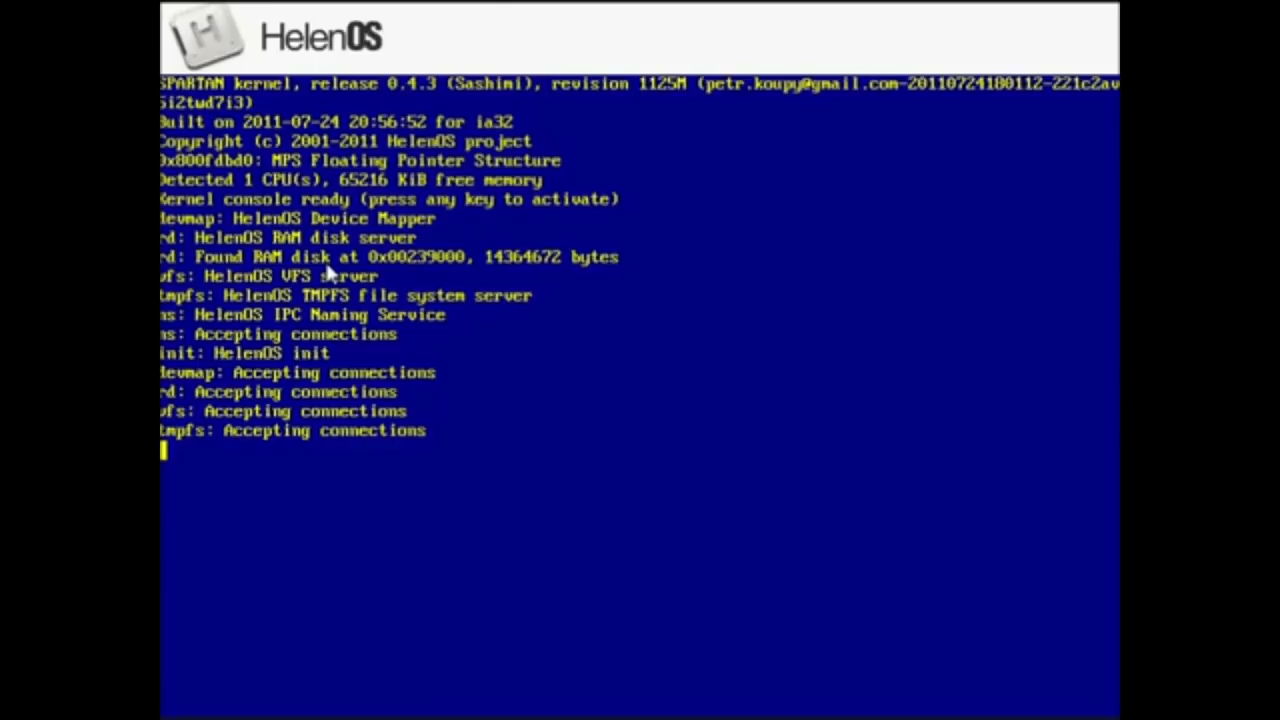 H
HelenOS
SPARTAN kernel, release 0.4.3 (Sashimi), revision 1125M (petr.koupy@gmail.com-20110724180112-221c2av
5i2twd7i3)
Built on 2011-07-24 20:56:52 for ia32
Copyright (c) 2001-2011 HelenOS project
0x800fdbd0: MPS Floating Pointer Structure
Detected 1 CPU(s), 65216 KiB free memory
Kernel console ready (press any key to activate)
devmap: HelenOS Device Mapper
rd: HelenOS RAM disk server
rd: Found RAM disk at 0x00239000, 14364672 bytes
vfs: HelenOS VFS server
tmpfs: HelenOS TMPFS file system server
ns: HelenOS IPC Naming Service
ns: Accepting connections
init: HelenOS init
devmap: Accepting connections
rd: Accepting connections
vfs: Accepting connections
tmpfs: Accepting connections